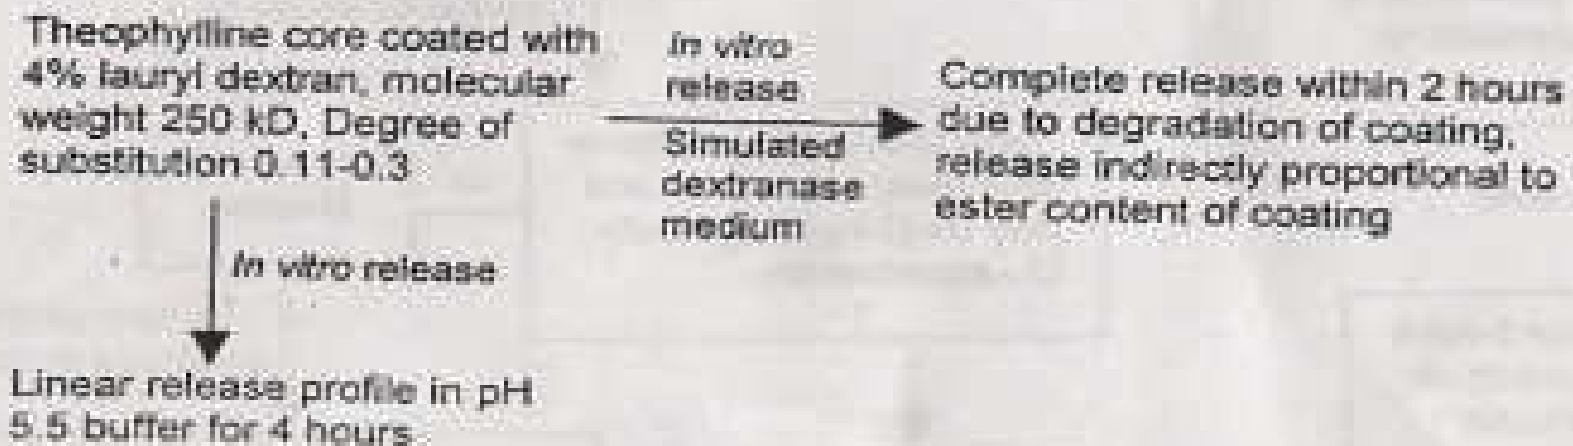 Theophylline core coated with
4% lauryl dextran, molecular
weight 250 kD, Degree of
substitution 0.11-0.3
In vitro
release
Simulated
dextranase
medium
Complete release within 2 hours
due to degradation of coating,
release indirectly proportional to
ester content of coating
In vitro release
Linear release profile in pH
5.5 buffer for 4 hours